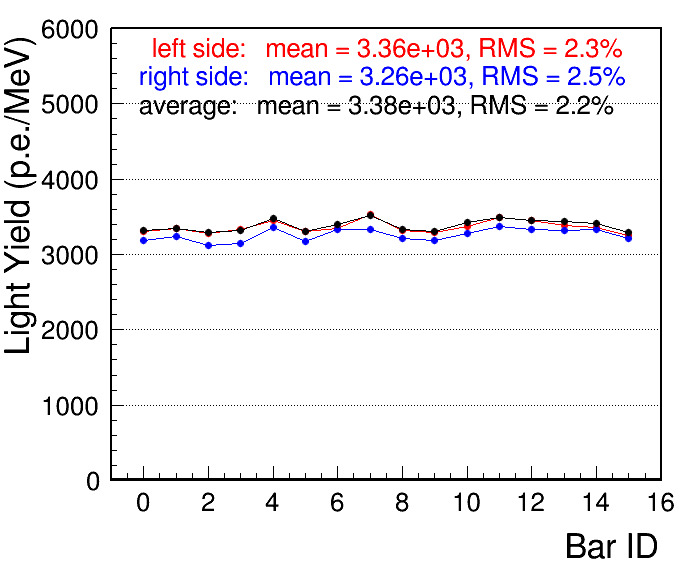 left side: mean = 3.36e+03, RMS = 2.3%
right side: mean = 3.26e+03, RMS = 2.5%
average: mean = 3.38e+03, RMS = 2.2%
Light Yield (p.e./MeV)
6000
5000
4000
3000
2000
1000
0
0 2 4 6 8 10 12 14 16
Bar ID